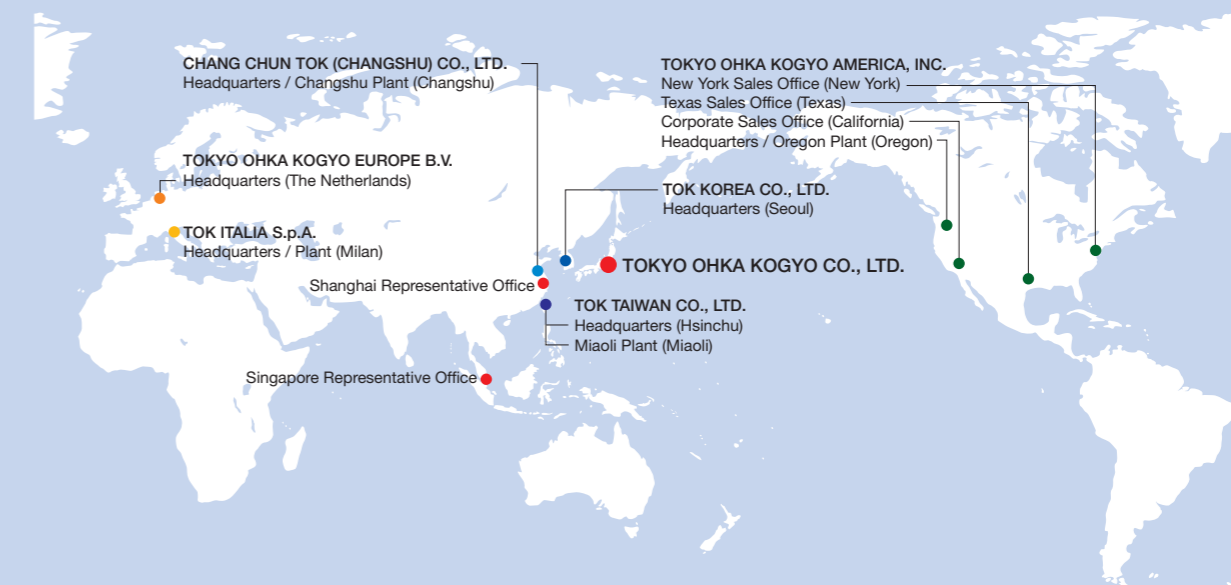 CHANG CHUN TOK (CHANGSHU) CO., LTD.
Headquarters / Changshu Plant (Changshu)
TOKYO OHKA KOGYO EUROPE B.V.
Headquarters (The Netherlands)
TOK ITALIA S.p.A.
Headquarters / Plant (Milan)
Shanghai Representative Office
Singapore Representative Office
TOKYO OHKA KOGYO AMERICA, INC.
New York Sales Office (New York)
Texas Sales Office (Texas)
Corporate Sales Office (California)
Headquarters / Oregon Plant (Oregon)
TOK KOREA CO., LTD.
Headquarters (Seoul)
TOKYO OHKA KOGYO CO., LTD.
TOK TAIWAN CO., LTD.
Headquarters (Hsinchu)
Miaoli Plant (Miaoli)